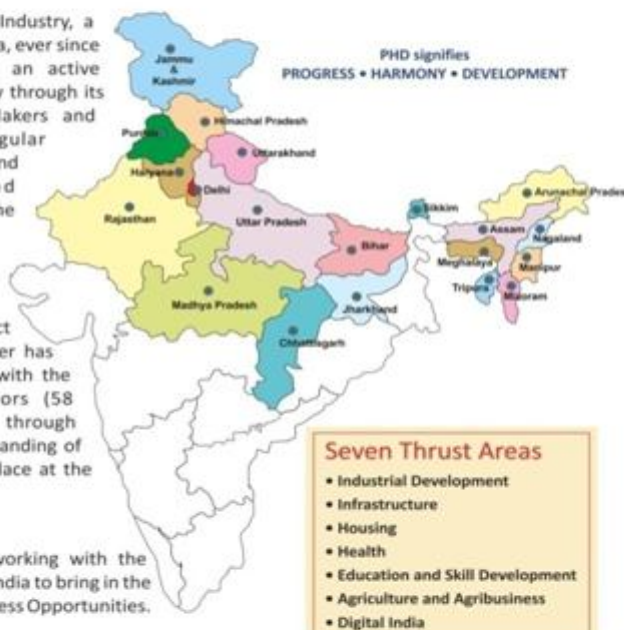 Industry, a
a, ever since
an active
y through its
akers and
gular
nd
d
ne
ct
er has
with the
ors (58
through
anding of
lace at the
working with the
ndia to bring in the
ess Opportunities.
PHD signifies
PROGRESS • HARMONY • DEVELOPMENT
Jammu
&
Kashmir
Himachal Pradesh
Punjab
Uttarakhand
Haryana
Delhi
Rajasthan
Uttar Pradesh
Sikkim
Arunachal Prades
Assam
Nagaland
Bihar
Meghalaya
Manipur
Tripura
Mizoram
Madhya Pradesh
Jharkhand
Chhattisgarh
Seven Thrust Areas
• Industrial Development
• Infrastructure
• Housing
• Health
• Education and Skill Development
• Agriculture and Agribusiness
• Digital India